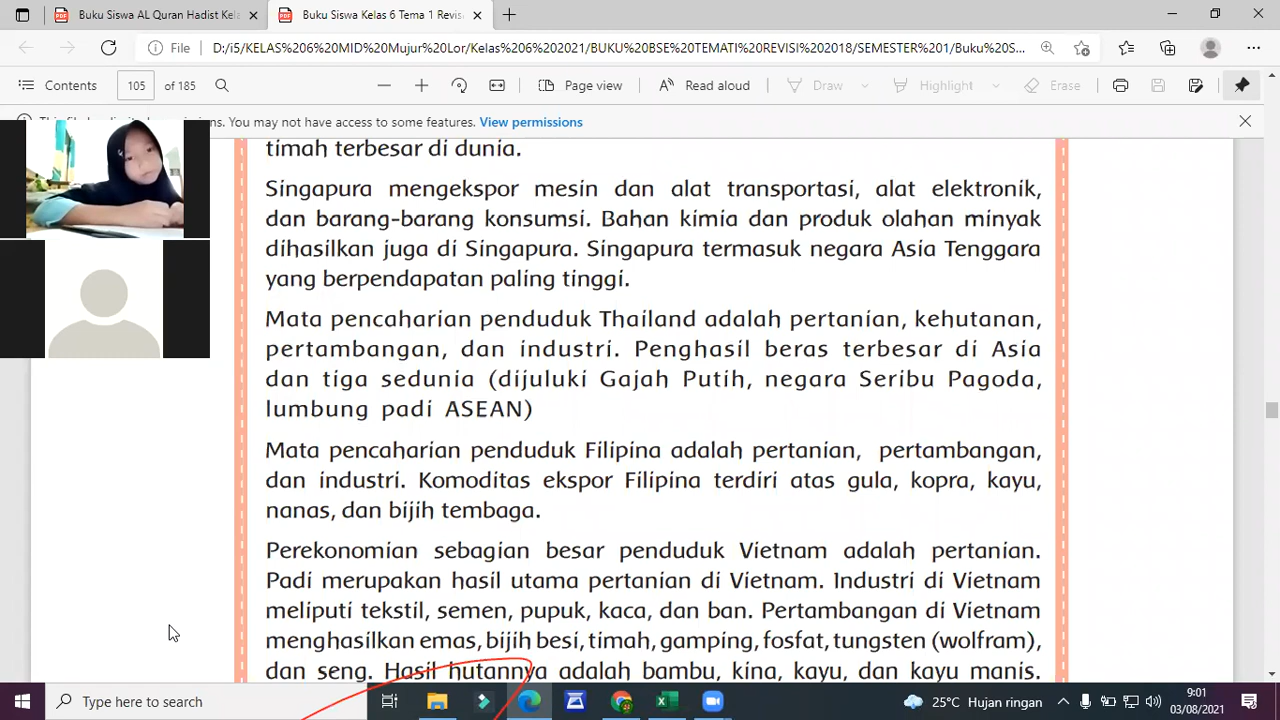 Buku Siswa AL Quran Hadist Kela
Buku Siswa Kelas 6 Tema 1 Revisi
File
D:/i5/KELAS%206%20MID%20Mujur%20Lor/Kelas%206%202021/BUKU%20BSE%20TEMATI%20REVISI%202018/SEMESTER%201/Buku%20S...
Contents
105 of 185
Page view
Read aloud
Draw
Highlight
Erase
You may not have access to some features. View permissions
timah terbesar di dunia.
Singapura mengekspor mesin dan alat transportasi, alat elektronik,
dan barang-barang konsumsi. Bahan kimia dan produk olahan minyak
dihasilkan juga di Singapura. Singapura termasuk negara Asia Tenggara
yang berpendapatan paling tinggi.
Mata pencaharian penduduk Thailand adalah pertanian, kehutanan,
pertambangan, dan industri. Penghasil beras terbesar di Asia
dan tiga sedunia (dijuluki Gajah Putih, negara Seribu Pagoda,
lumbung padi ASEAN)
Mata pencaharian penduduk Filipina adalah pertanian, pertambangan,
dan industri. Komoditas ekspor Filipina terdiri atas gula, kopra, kayu,
nanas, dan bijih tembaga.
Perekonomian sebagian besar penduduk Vietnam adalah pertanian.
Padi merupakan hasil utama pertanian di Vietnam. Industri di Vietnam
meliputi tekstil, semen, pupuk, kaca, dan ban. Pertambangan di Vietnam
menghasilkan emas, bijih besi, timah, gamping, fosfat, tungsten (wolfram),
dan seng. Hasil hutannya adalah bambu, kina, kayu, dan kayu manis.
Type here to search
25°C Hujan ringan
9:01
03/08/2021